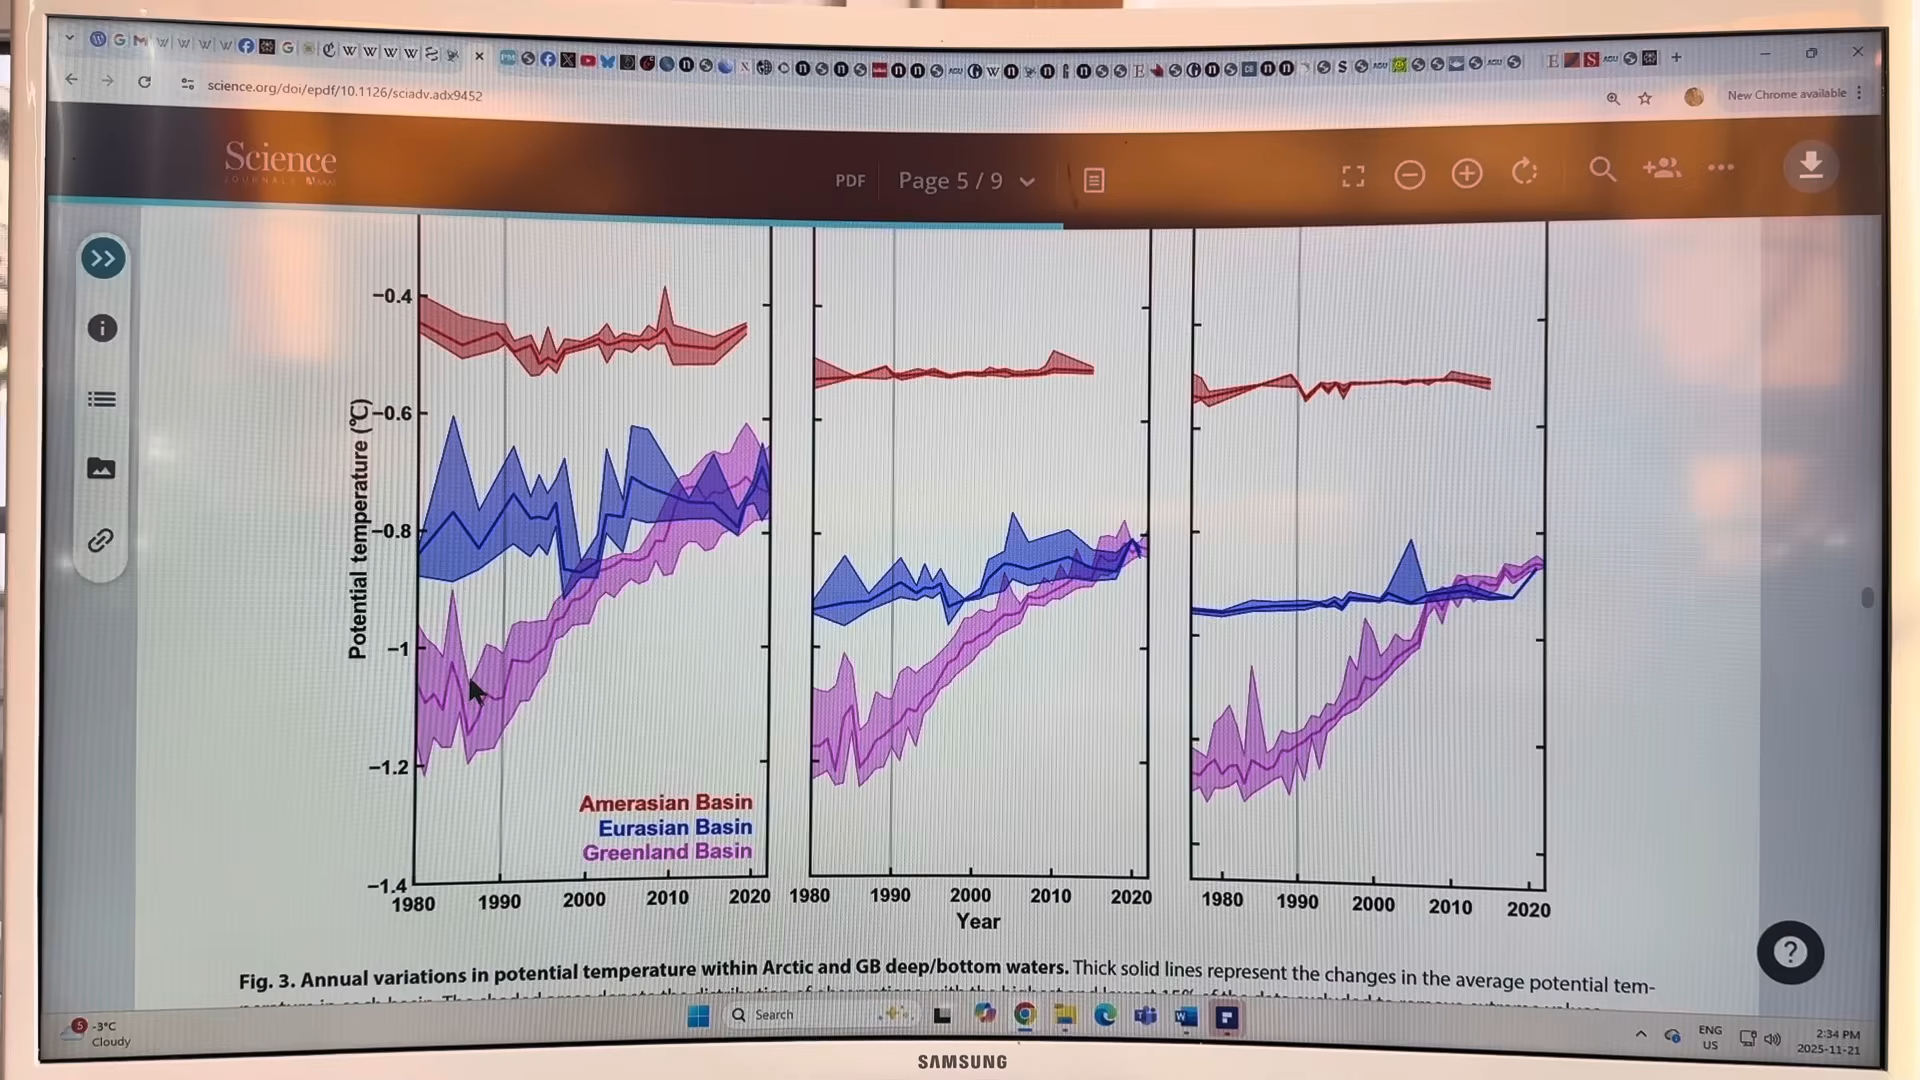 science.org/doi/epdf/10.1126/sciadv.adx9452
New Chrome available
Science
JOURNALS AAAS
PDF
Page 5 / 9
Potential temperature (℃)
−0.4
−0.6
−0.8
−1
−1.2
−1.4
Amerasian Basin
Eurasian Basin
Greenland Basin
1980 1990 2000 2010 2020
1980 1990 2000 2010 2020
1980 1990 2000 2010 2020
Year
Fig. 3. Annual variations in potential temperature within Arctic and GB deep/bottom waters. Thick solid lines represent the changes in the average potential tem-
5
-3°C
Cloudy
Search
ENG
US
2:34 PM
2025-11-21
SAMSUNG